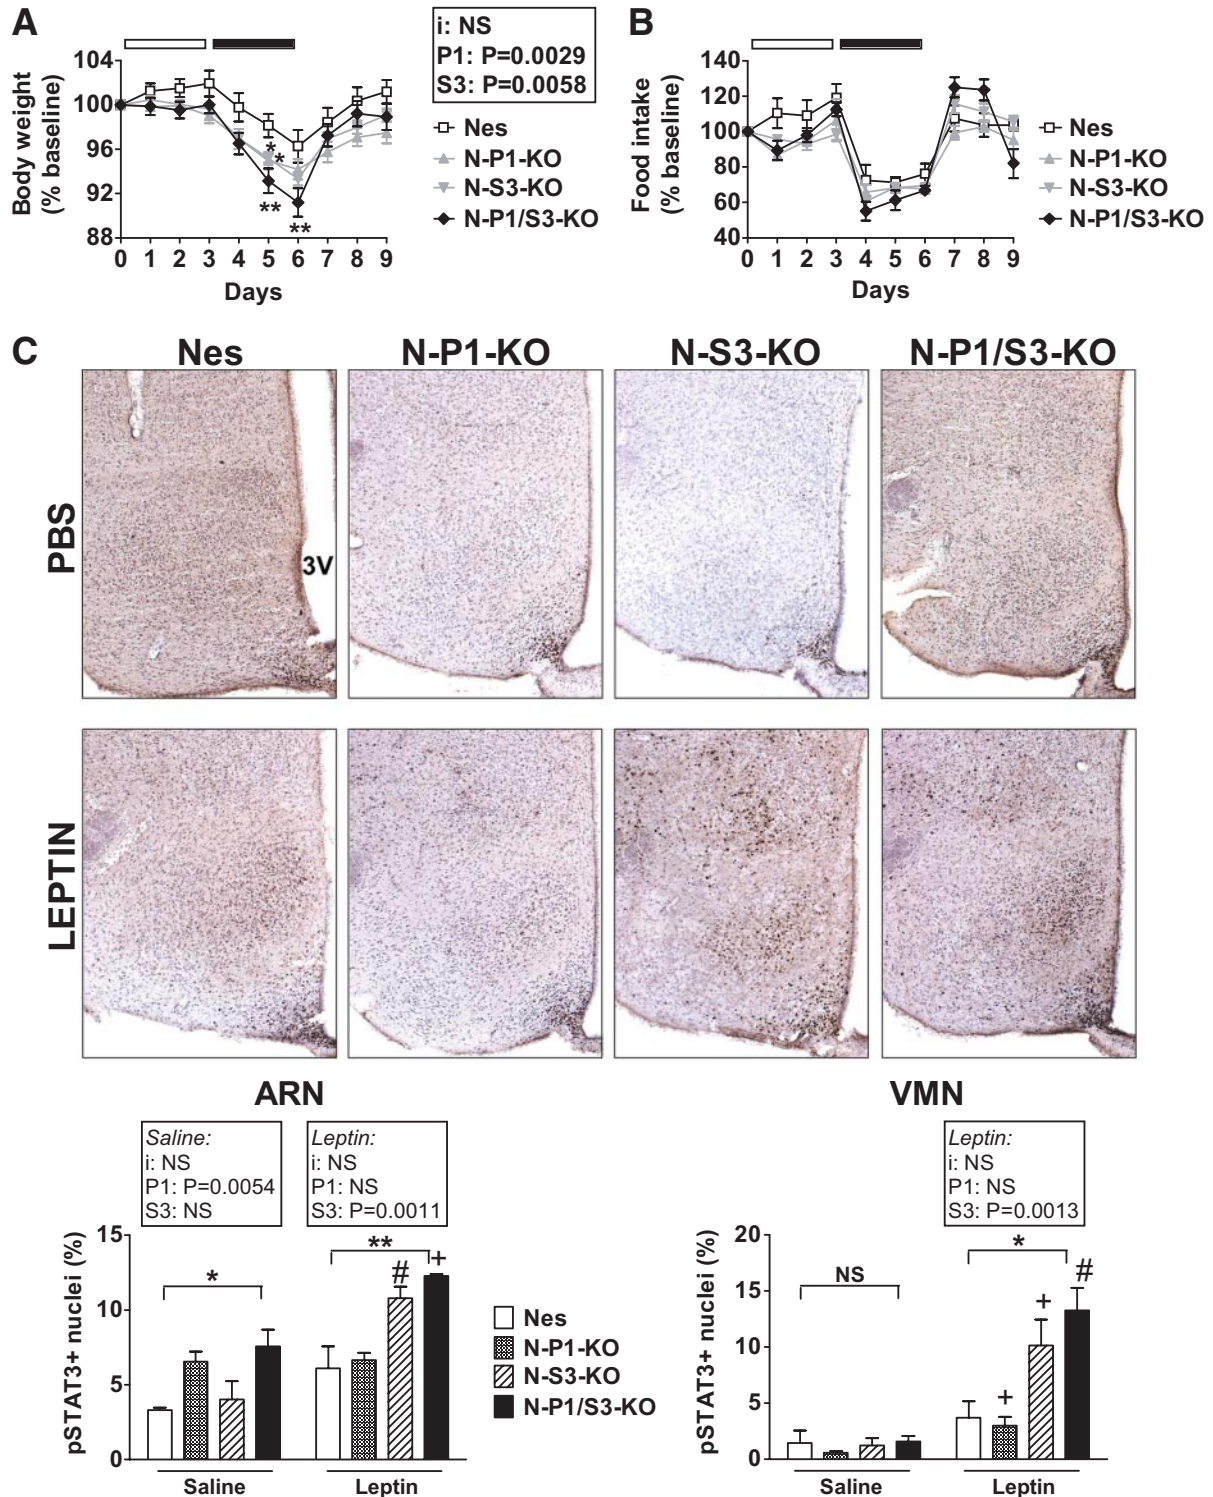 A
i: NS
P1: P=0.0029
S3: P=0.0058
104
100
96
92
88
Body weight
(% baseline)
*
*
**
**
0 1 2 3 4 5 6 7 8 9
Days
Nes
N-P1-KO
N-S3-KO
N-P1/S3-KO
B
140
120
100
80
60
40
Food intake
(% baseline)
0 1 2 3 4 5 6 7 8 9
Days
Nes
N-P1-KO
N-S3-KO
N-P1/S3-KO
C
Nes N-P1-KO N-S3-KO N-P1/S3-KO
PBS
3V
LEPTIN
ARN
Saline:
i: NS
P1: P=0.0054
S3: NS
Leptin:
i: NS
P1: NS
S3: P=0.0011
15
10
5
0
pSTAT3+ nuclei (%)
*
**
#
+
Saline Leptin
Nes
N-P1-KO
N-S3-KO
N-P1/S3-KO
VMN
Leptin:
i: NS
P1: NS
S3: P=0.0013
20
15
10
5
0
pSTAT3+ nuclei (%)
NS
*
+
+
#
Saline Leptin